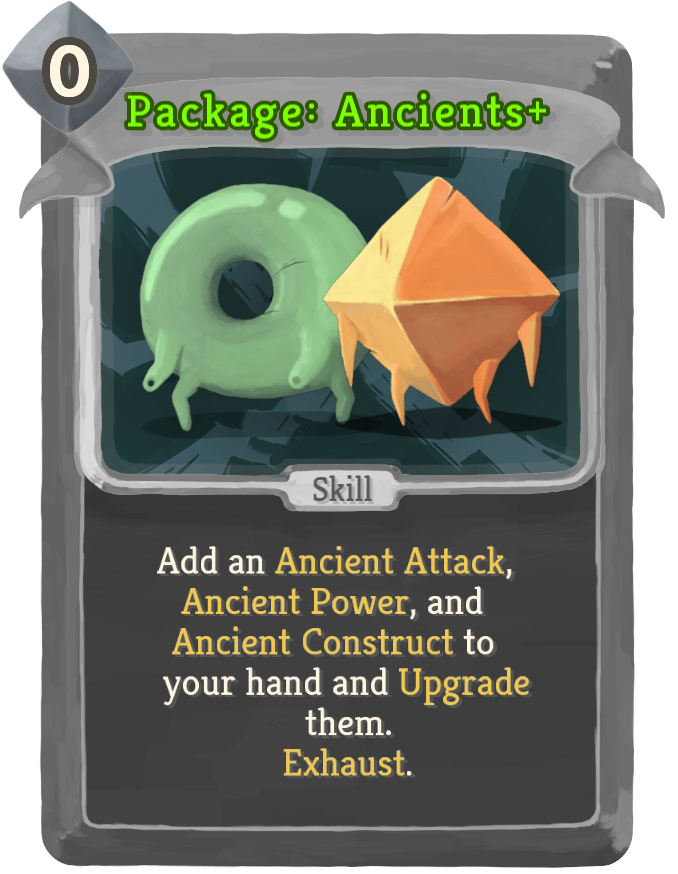 0
Package: Ancients+
Skill
Add an Ancient Attack,
Ancient Power, and
Ancient Construct to
your hand and Upgrade
them.
Exhaust.